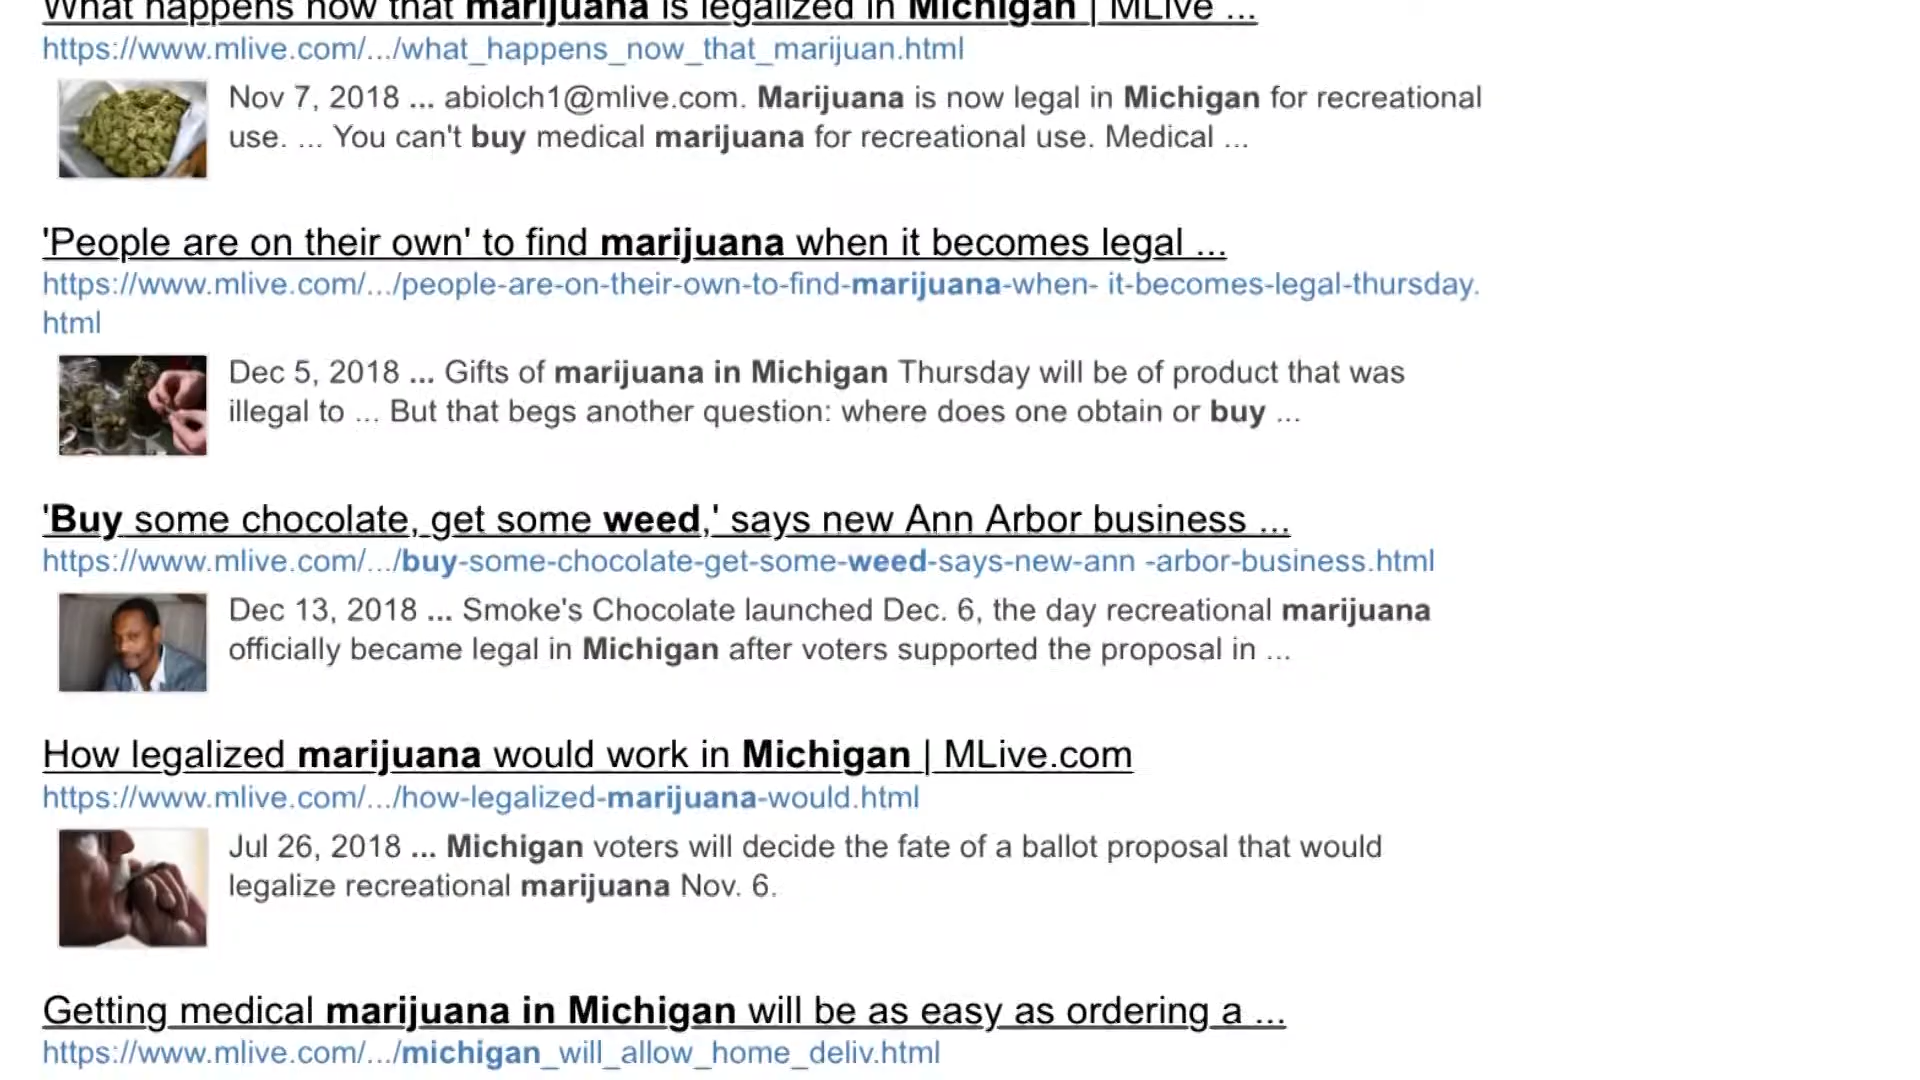 What happens now that marijuana is legalized in Michigan | MLive ...
https://www.mlive.com/.../what_happens_now_that_marijuan.html
Nov 7, 2018 ... abiolch1@mlive.com. Marijuana is now legal in Michigan for recreational
use. ... You can't buy medical marijuana for recreational use. Medical ...
'People are on their own' to find marijuana when it becomes legal ...
https://www.mlive.com/.../people-are-on-their-own-to-find-marijuana-when- it-becomes-legal-thursday.
html
Dec 5, 2018 ... Gifts of marijuana in Michigan Thursday will be of product that was
illegal to ... But that begs another question: where does one obtain or buy ...
'Buy some chocolate, get some weed,' says new Ann Arbor business ...
https://www.mlive.com/.../buy-some-chocolate-get-some-weed-says-new-ann -arbor-business.html
Dec 13, 2018 ... Smoke's Chocolate launched Dec. 6, the day recreational marijuana
officially became legal in Michigan after voters supported the proposal in ...
How legalized marijuana would work in Michigan | MLive.com
https://www.mlive.com/.../how-legalized-marijuana-would.html
Jul 26, 2018 ... Michigan voters will decide the fate of a ballot proposal that would
legalize recreational marijuana Nov. 6.
Getting medical marijuana in Michigan will be as easy as ordering a ...
https://www.mlive.com/.../michigan_will_allow_home_deliv.html